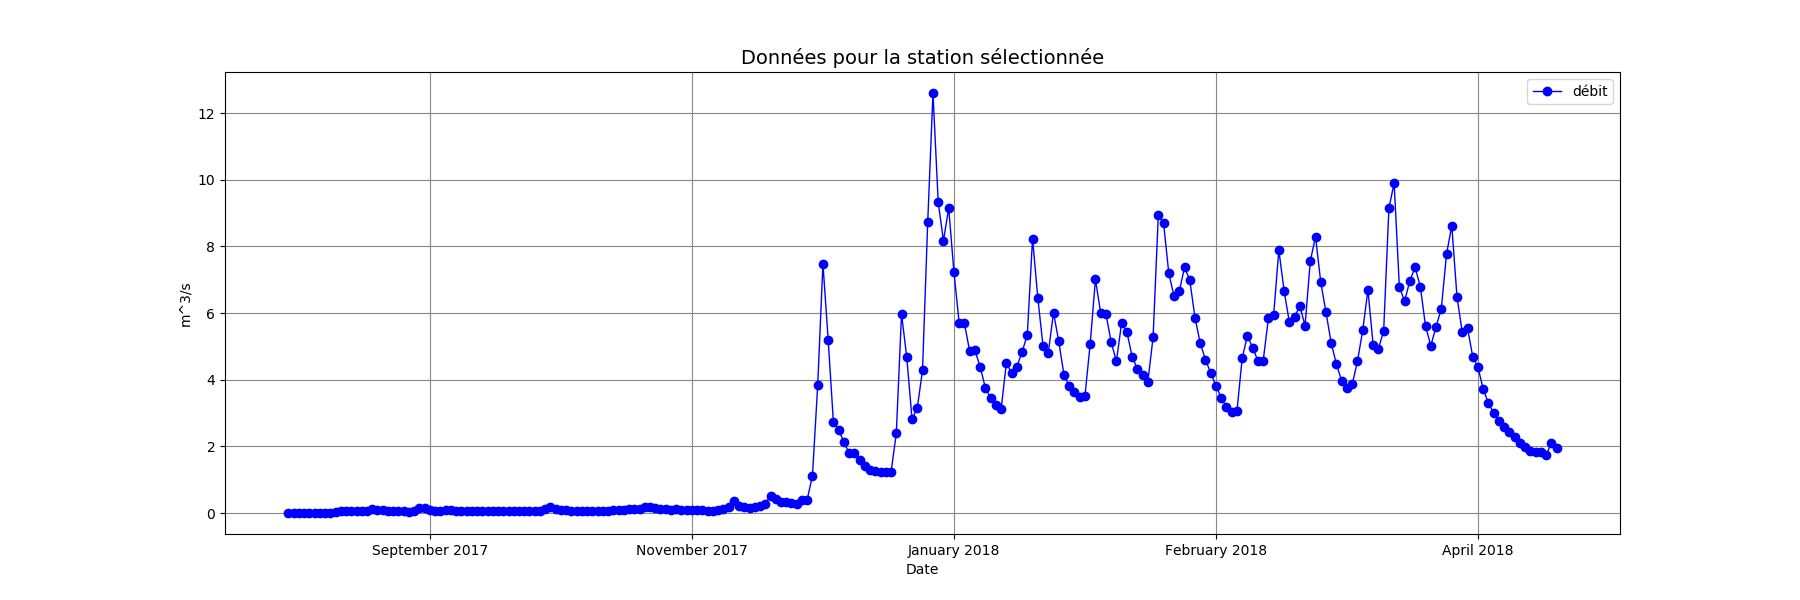 Données pour la station sélectionnée
débit
12
10
8
6
4
2
0
m^3/s
September 2017
November 2017
January 2018
February 2018
April 2018
Date